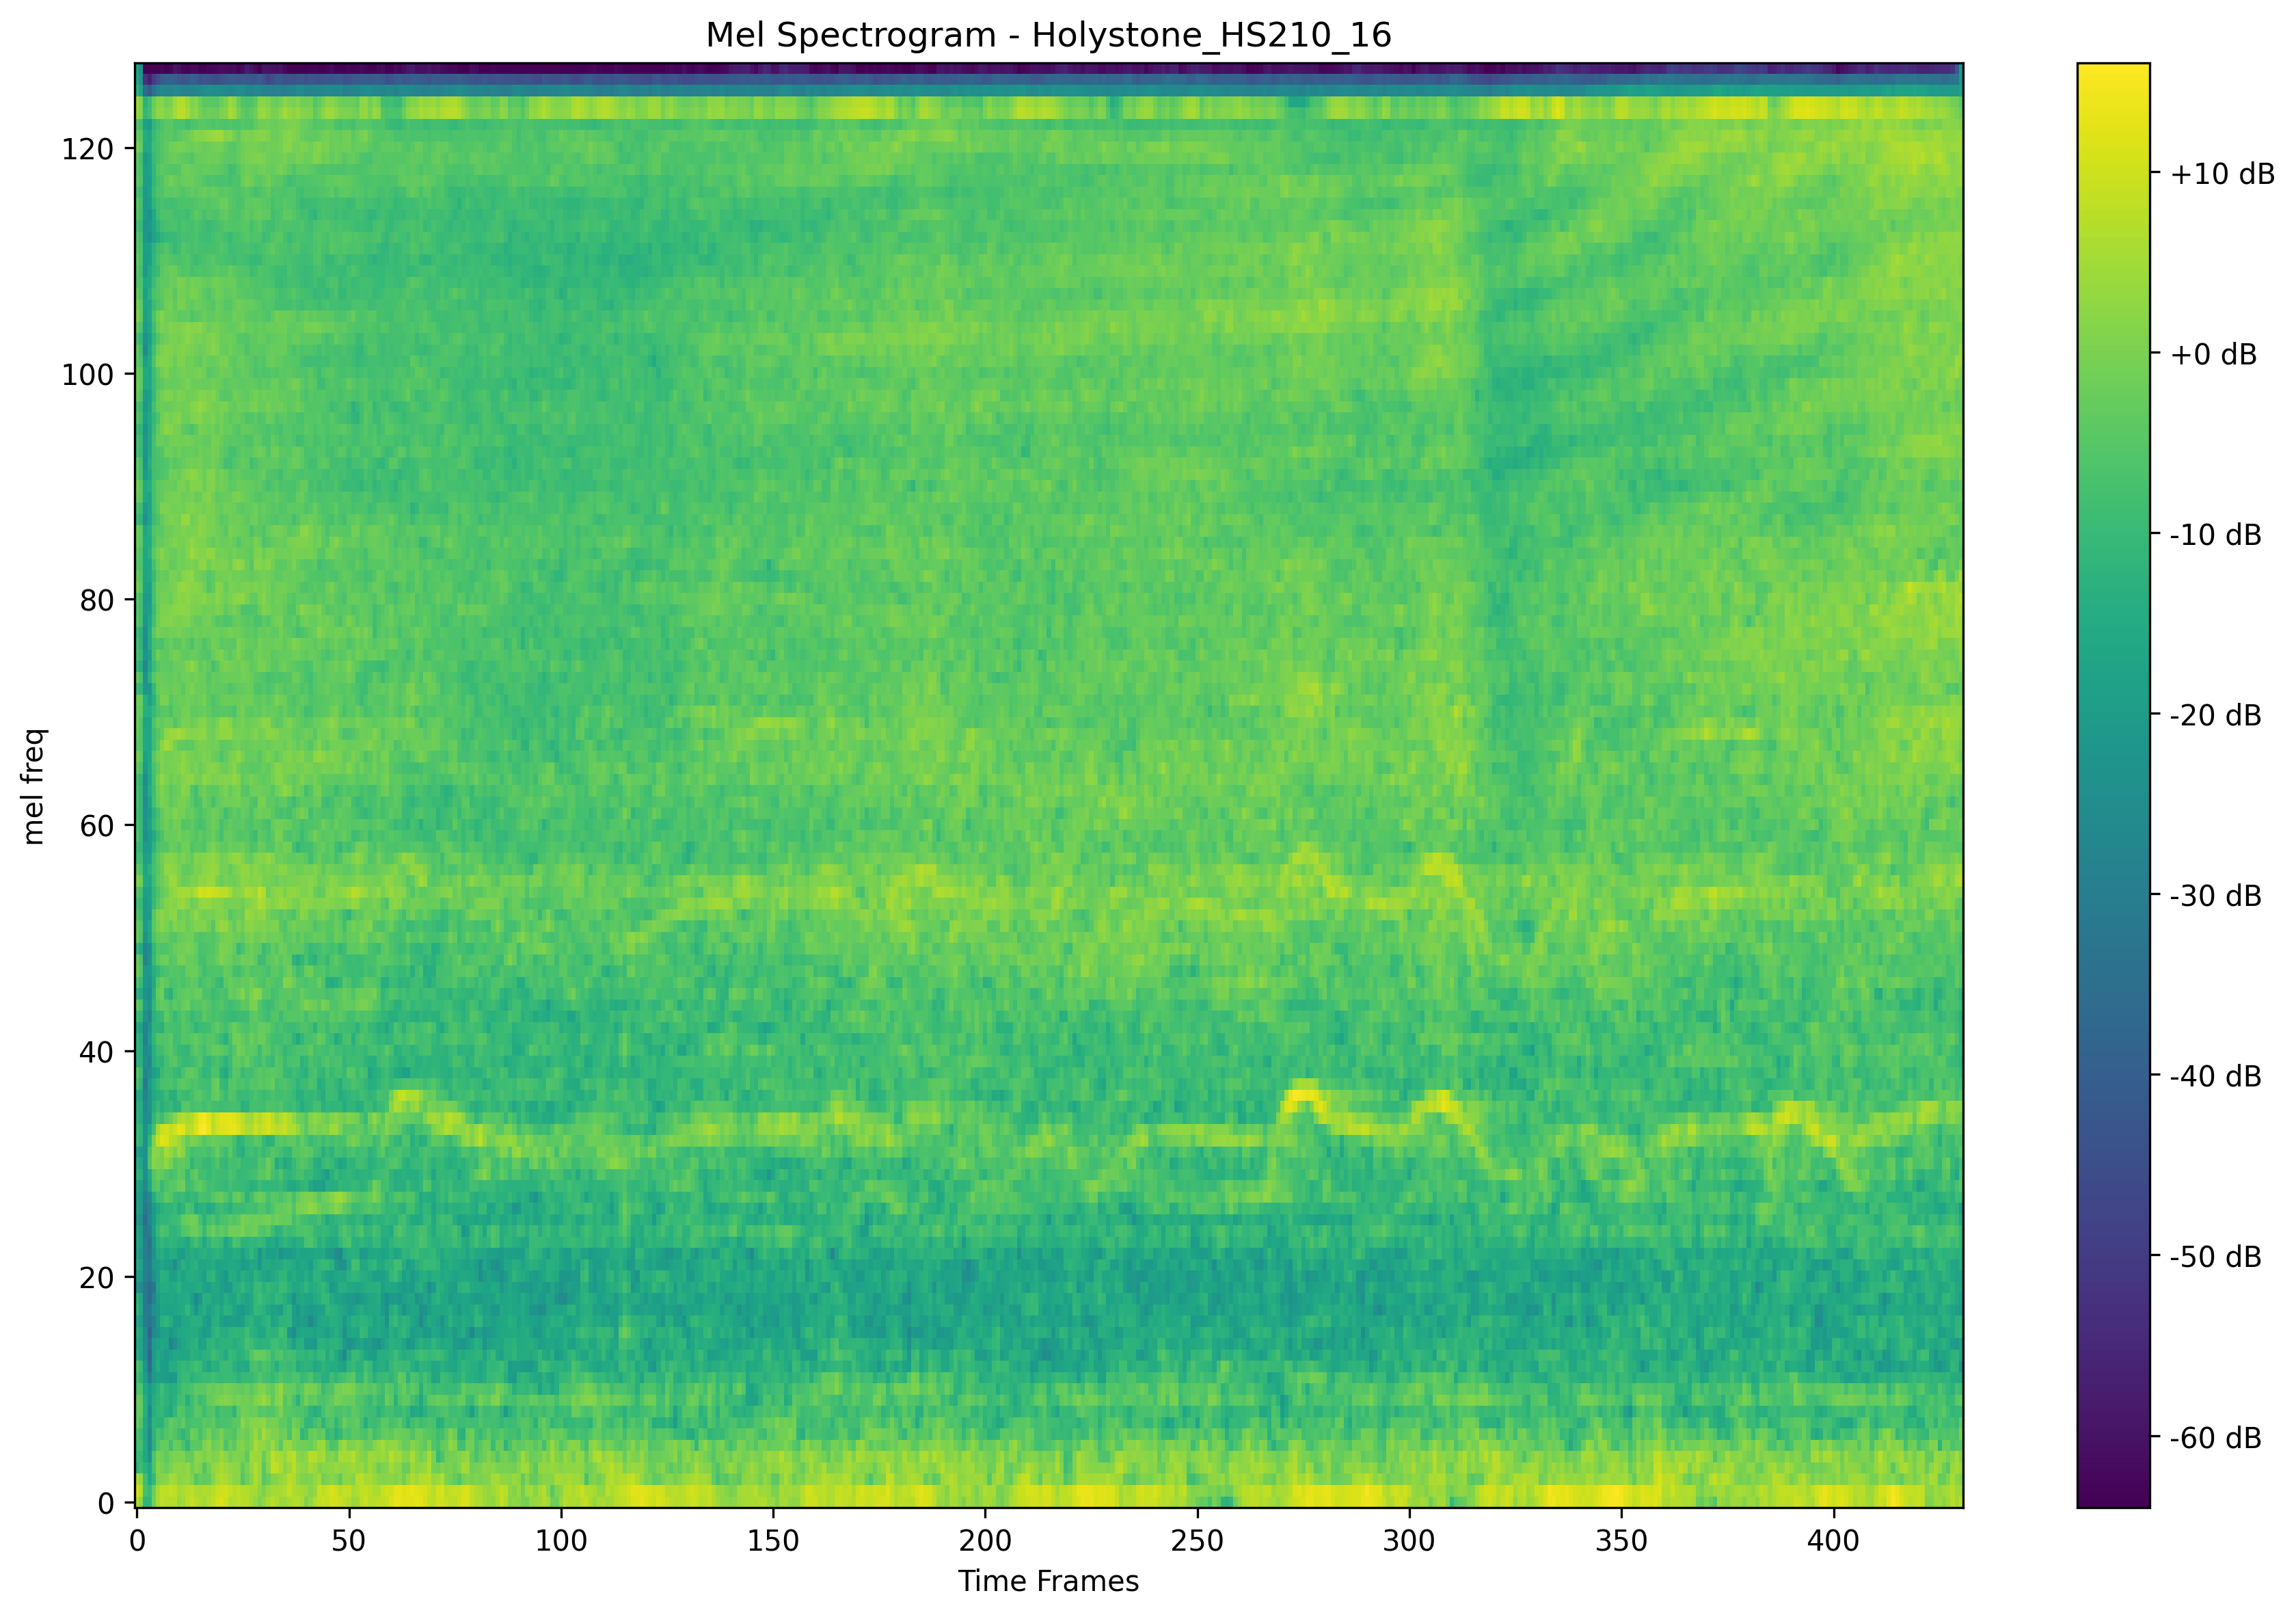 Mel Spectrogram - Holystone_HS210_16
mel freq
120
100
80
60
40
20
0
0 50 100 150 200 250 300 350 400
Time Frames
+10 dB
+0 dB
-10 dB
-20 dB
-30 dB
-40 dB
-50 dB
-60 dB